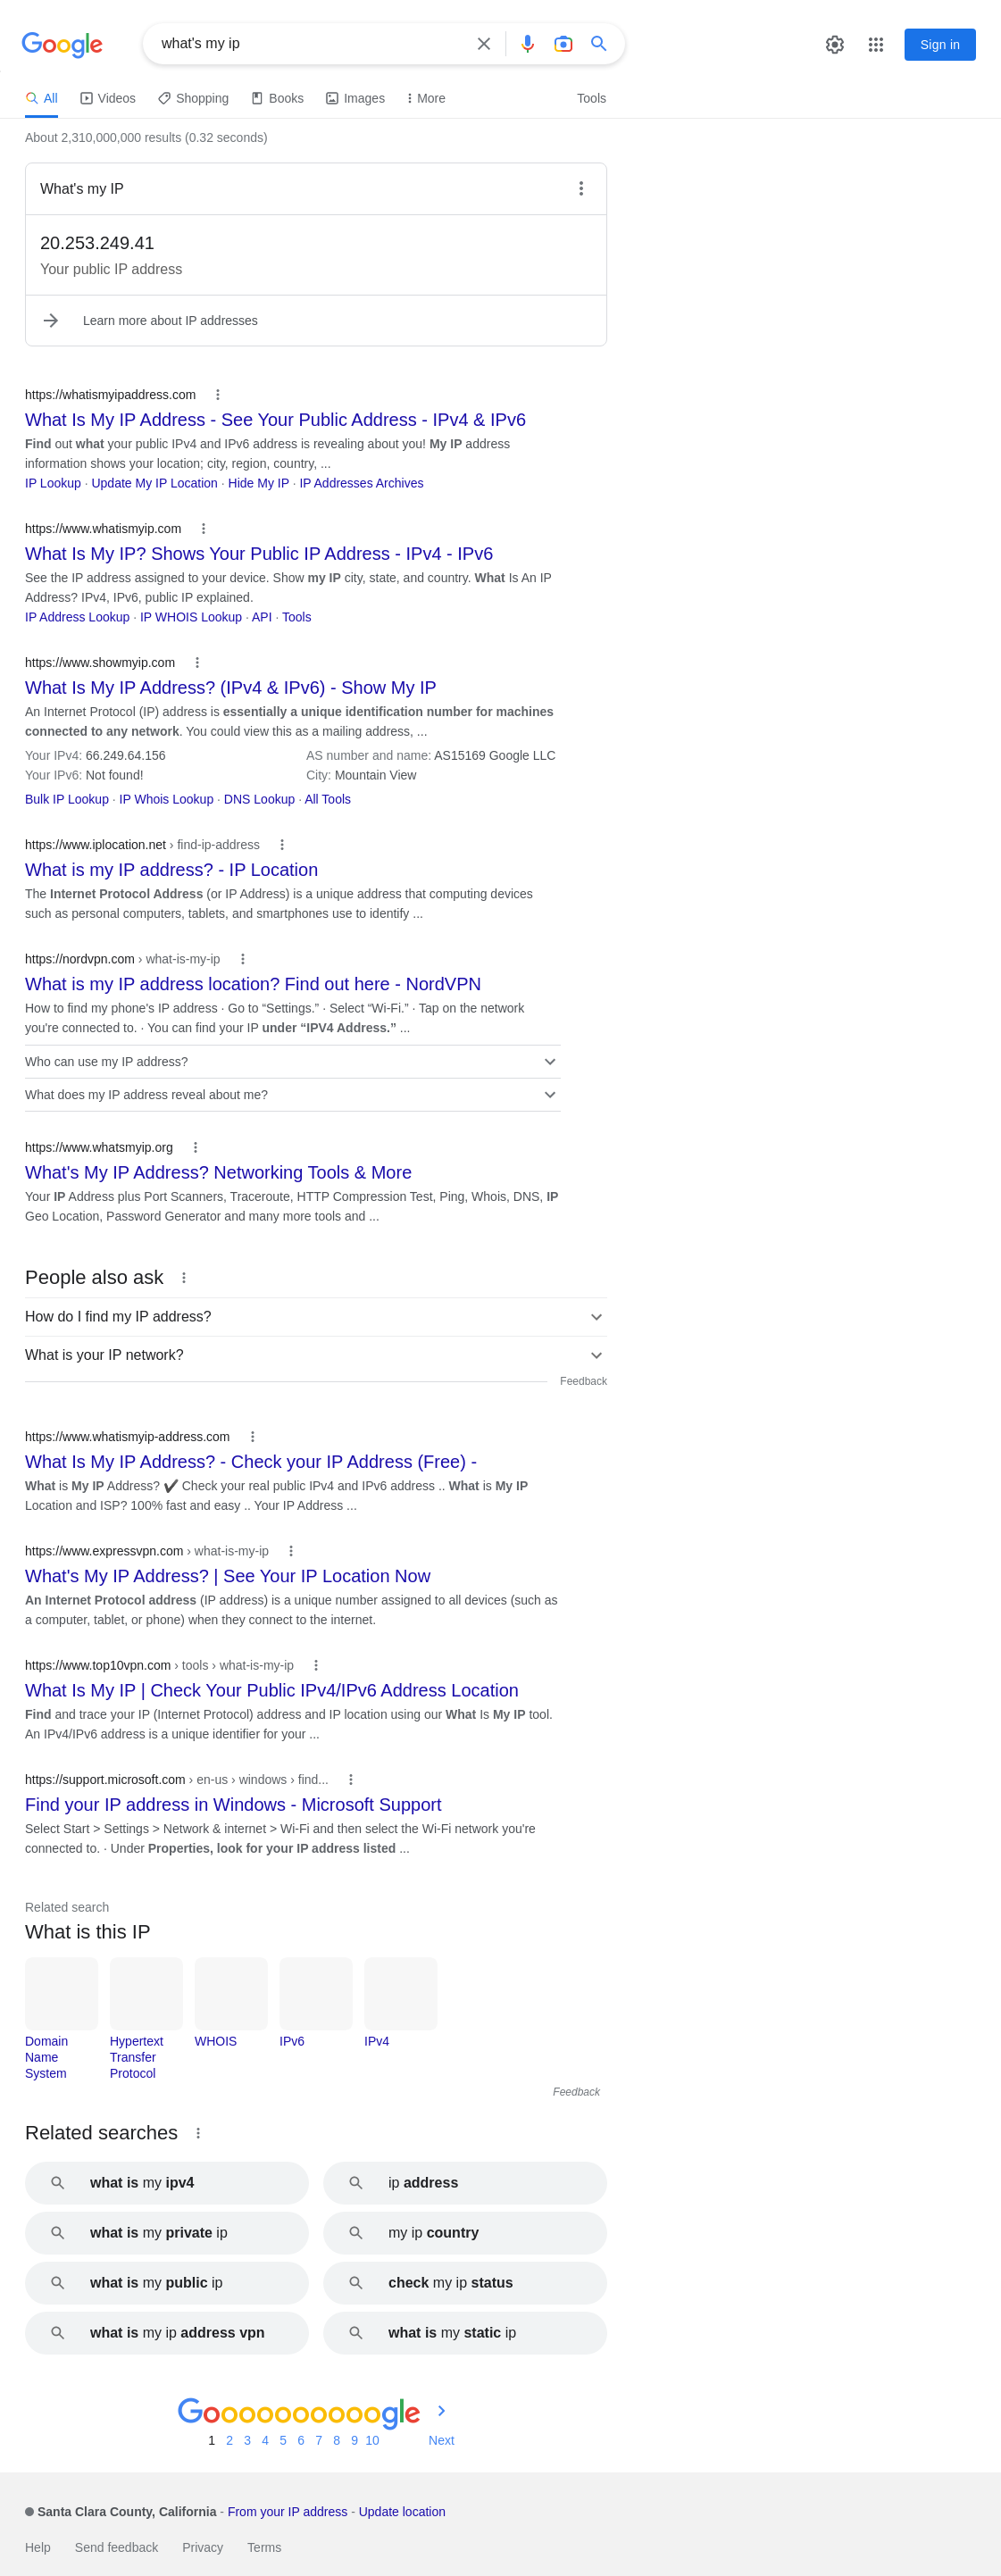 Google
what's my ip
Sign in
All Videos Shopping Books Images More Tools
About 2,310,000,000 results (0.32 seconds)
What's my IP
20.253.249.41
Your public IP address
Learn more about IP addresses
https://whatismyipaddress.com
What Is My IP Address - See Your Public Address - IPv4 & IPv6
Find out what your public IPv4 and IPv6 address is revealing about you! My IP address
information shows your location; city, region, country, ...
IP Lookup · Update My IP Location · Hide My IP · IP Addresses Archives
https://www.whatismyip.com
What Is My IP? Shows Your Public IP Address - IPv4 - IPv6
See the IP address assigned to your device. Show my IP city, state, and country. What Is An IP
Address? IPv4, IPv6, public IP explained.
IP Address Lookup · IP WHOIS Lookup · API · Tools
https://www.showmyip.com
What Is My IP Address? (IPv4 & IPv6) - Show My IP
An Internet Protocol (IP) address is essentially a unique identification number for machines
connected to any network. You could view this as a mailing address, ...
Your IPv4: 66.249.64.156 AS number and name: AS15169 Google LLC
Your IPv6: Not found! City: Mountain View
Bulk IP Lookup · IP Whois Lookup · DNS Lookup · All Tools
https://www.iplocation.net › find-ip-address
What is my IP address? - IP Location
The Internet Protocol Address (or IP Address) is a unique address that computing devices
such as personal computers, tablets, and smartphones use to identify ...
https://nordvpn.com › what-is-my-ip
What is my IP address location? Find out here - NordVPN
How to find my phone's IP address · Go to “Settings.” · Select “Wi-Fi.” · Tap on the network
you're connected to. · You can find your IP under “IPV4 Address.” ...
Who can use my IP address?
What does my IP address reveal about me?
https://www.whatsmyip.org
What's My IP Address? Networking Tools & More
Your IP Address plus Port Scanners, Traceroute, HTTP Compression Test, Ping, Whois, DNS, IP
Geo Location, Password Generator and many more tools and ...
People also ask
How do I find my IP address?
What is your IP network?
Feedback
https://www.whatismyip-address.com
What Is My IP Address? - Check your IP Address (Free) -
What is My IP Address? ✔ Check your real public IPv4 and IPv6 address .. What is My IP
Location and ISP? 100% fast and easy .. Your IP Address ...
https://www.expressvpn.com › what-is-my-ip
What's My IP Address? | See Your IP Location Now
An Internet Protocol address (IP address) is a unique number assigned to all devices (such as
a computer, tablet, or phone) when they connect to the internet.
https://www.top10vpn.com › tools › what-is-my-ip
What Is My IP | Check Your Public IPv4/IPv6 Address Location
Find and trace your IP (Internet Protocol) address and IP location using our What Is My IP tool.
An IPv4/IPv6 address is a unique identifier for your ...
https://support.microsoft.com › en-us › windows › find...
Find your IP address in Windows - Microsoft Support
Select Start > Settings > Network & internet > Wi-Fi and then select the Wi-Fi network you're
connected to. · Under Properties, look for your IP address listed ...
Related search
What is this IP
Domain Hypertext WHOIS IPv6 IPv4
Name Transfer
System Protocol
Feedback
Related searches
what is my ipv4 ip address
what is my private ip my ip country
what is my public ip check my ip status
what is my ip address vpn what is my static ip
Goooooooooogle
1 2 3 4 5 6 7 8 9 10 Next
Santa Clara County, California - From your IP address - Update location
Help Send feedback Privacy Terms